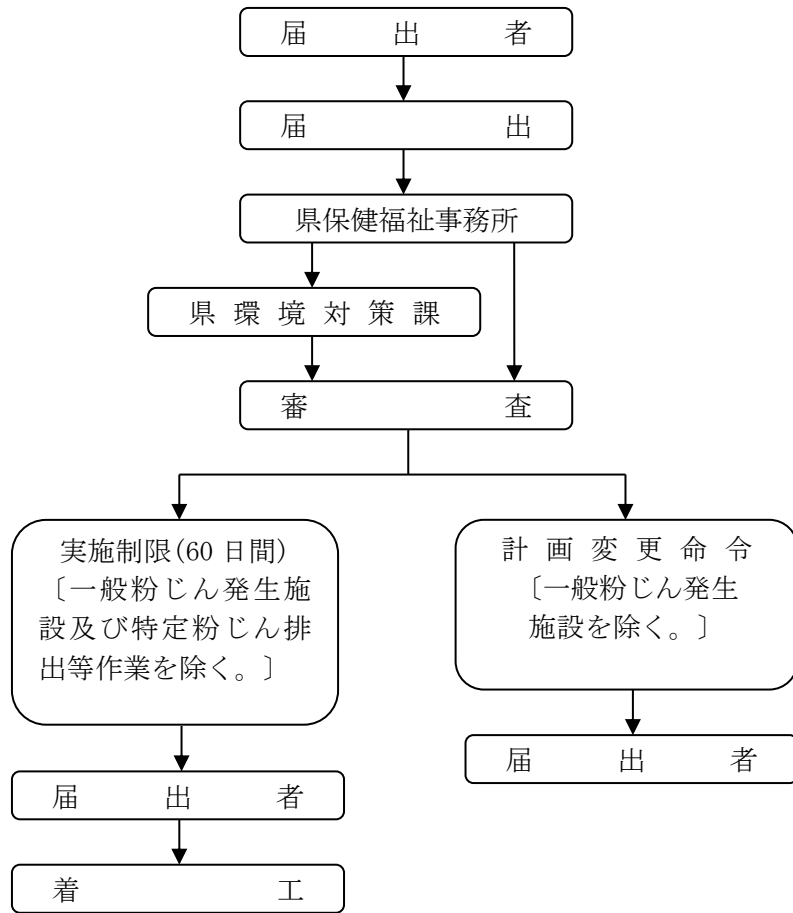 届出者
届出
県保健福祉事務所
県環境対策課
審査
実施制限(60日間)
〔一般粉じん発生施
設及び特定粉じん排
出等作業を除く。〕
計画変更命令
〔一般粉じん発生
施設を除く。〕
届出者
届出者
着工